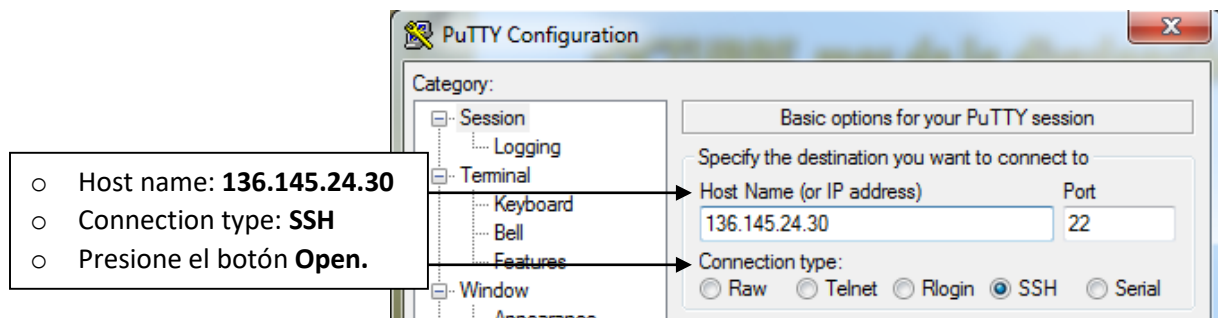 PuTTY Configuration
Category:
Session
Logging
Terminal
Keyboard
Bell
Features
Window
Appearance
Basic options for your PuTTY session
Specify the destination you want to connect to
Host Name (or IP address) Port
136.145.24.30 22
Connection type:
Raw Telnet Rlogin SSH Serial
o Host name: 136.145.24.30
o Connection type: SSH
o Presione el botón Open.